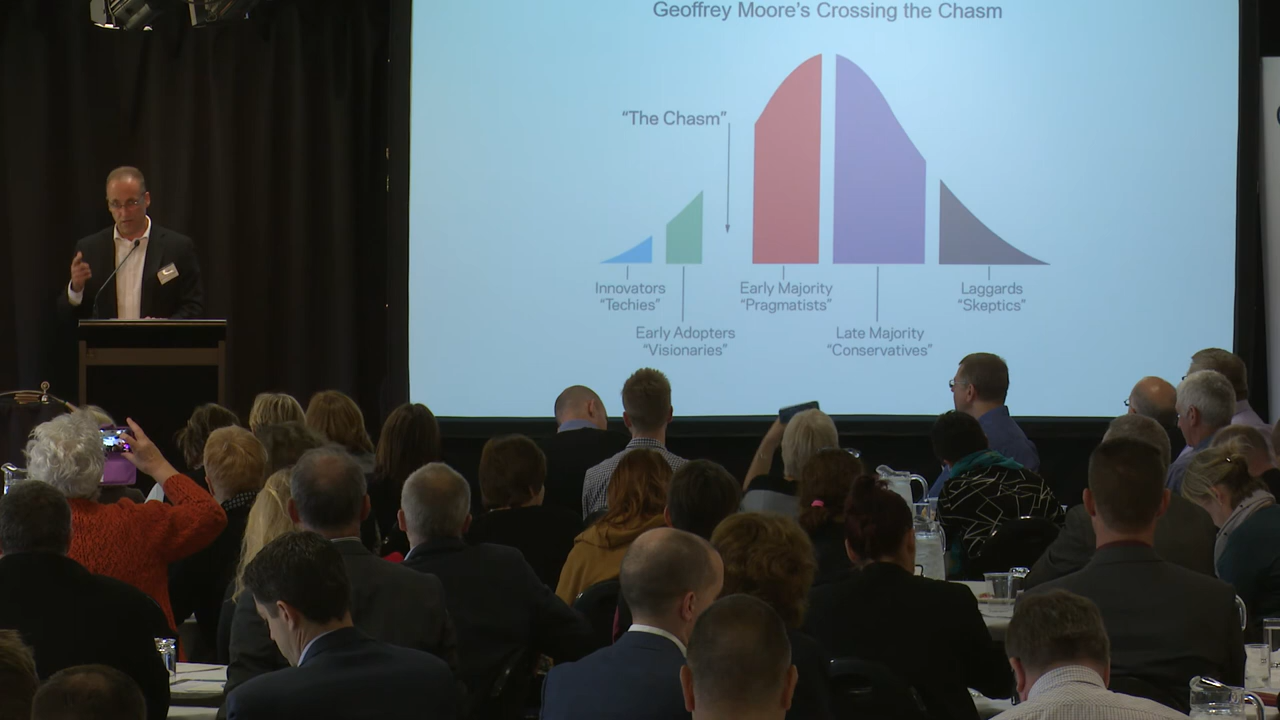 Geoffrey Moore's Crossing the Chasm
“The Chasm”
Innovators
“Techies”
Early Adopters
“Visionaries”
Early Majority
“Pragmatists”
Late Majority
“Conservatives”
Laggards
“Skeptics”